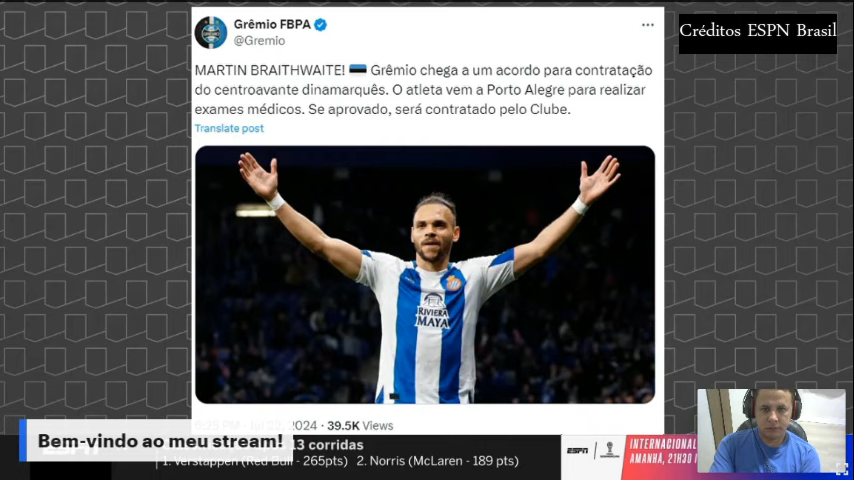 Grêmio FBPA
@Gremio
Créditos ESPN Brasil
MARTIN BRAITHWAITE! Grêmio chega a um acordo para contratação
do centroavante dinamarquês. O atleta vem a Porto Alegre para realizar
exames médicos. Se aprovado, será contratado pelo Clube.
Translate post
RIVIERA
MAYA
2024 · 39.5K Views
Bem-vindo ao meu stream!
13 corridas
1. Verstappen (Red Bull - 265pts) 2. Norris (McLaren - 189 pts)
ESPN
INTERNACIONAL
AMANHÃ, 21H30